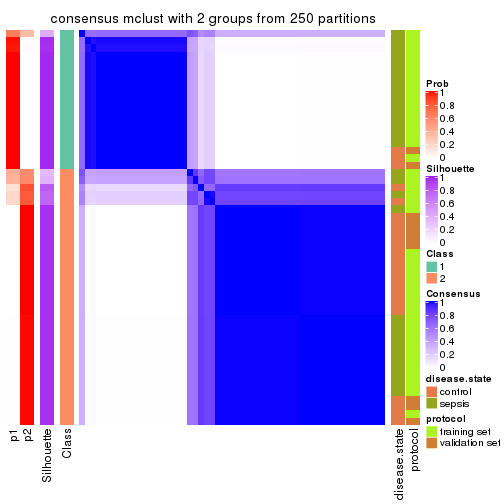 consensus mclust with 2 groups from 250 partitions
Prob
1
0.8
0.6
0.4
0.2
0
Silhouette
1
0.8
0.6
0.4
0.2
0
Class
1
2
Consensus
1
0.8
0.6
0.4
0.2
0
disease.state
control
sepsis
protocol
training set
validation set
p1
p2
Silhouette
Class
disease.state
protocol